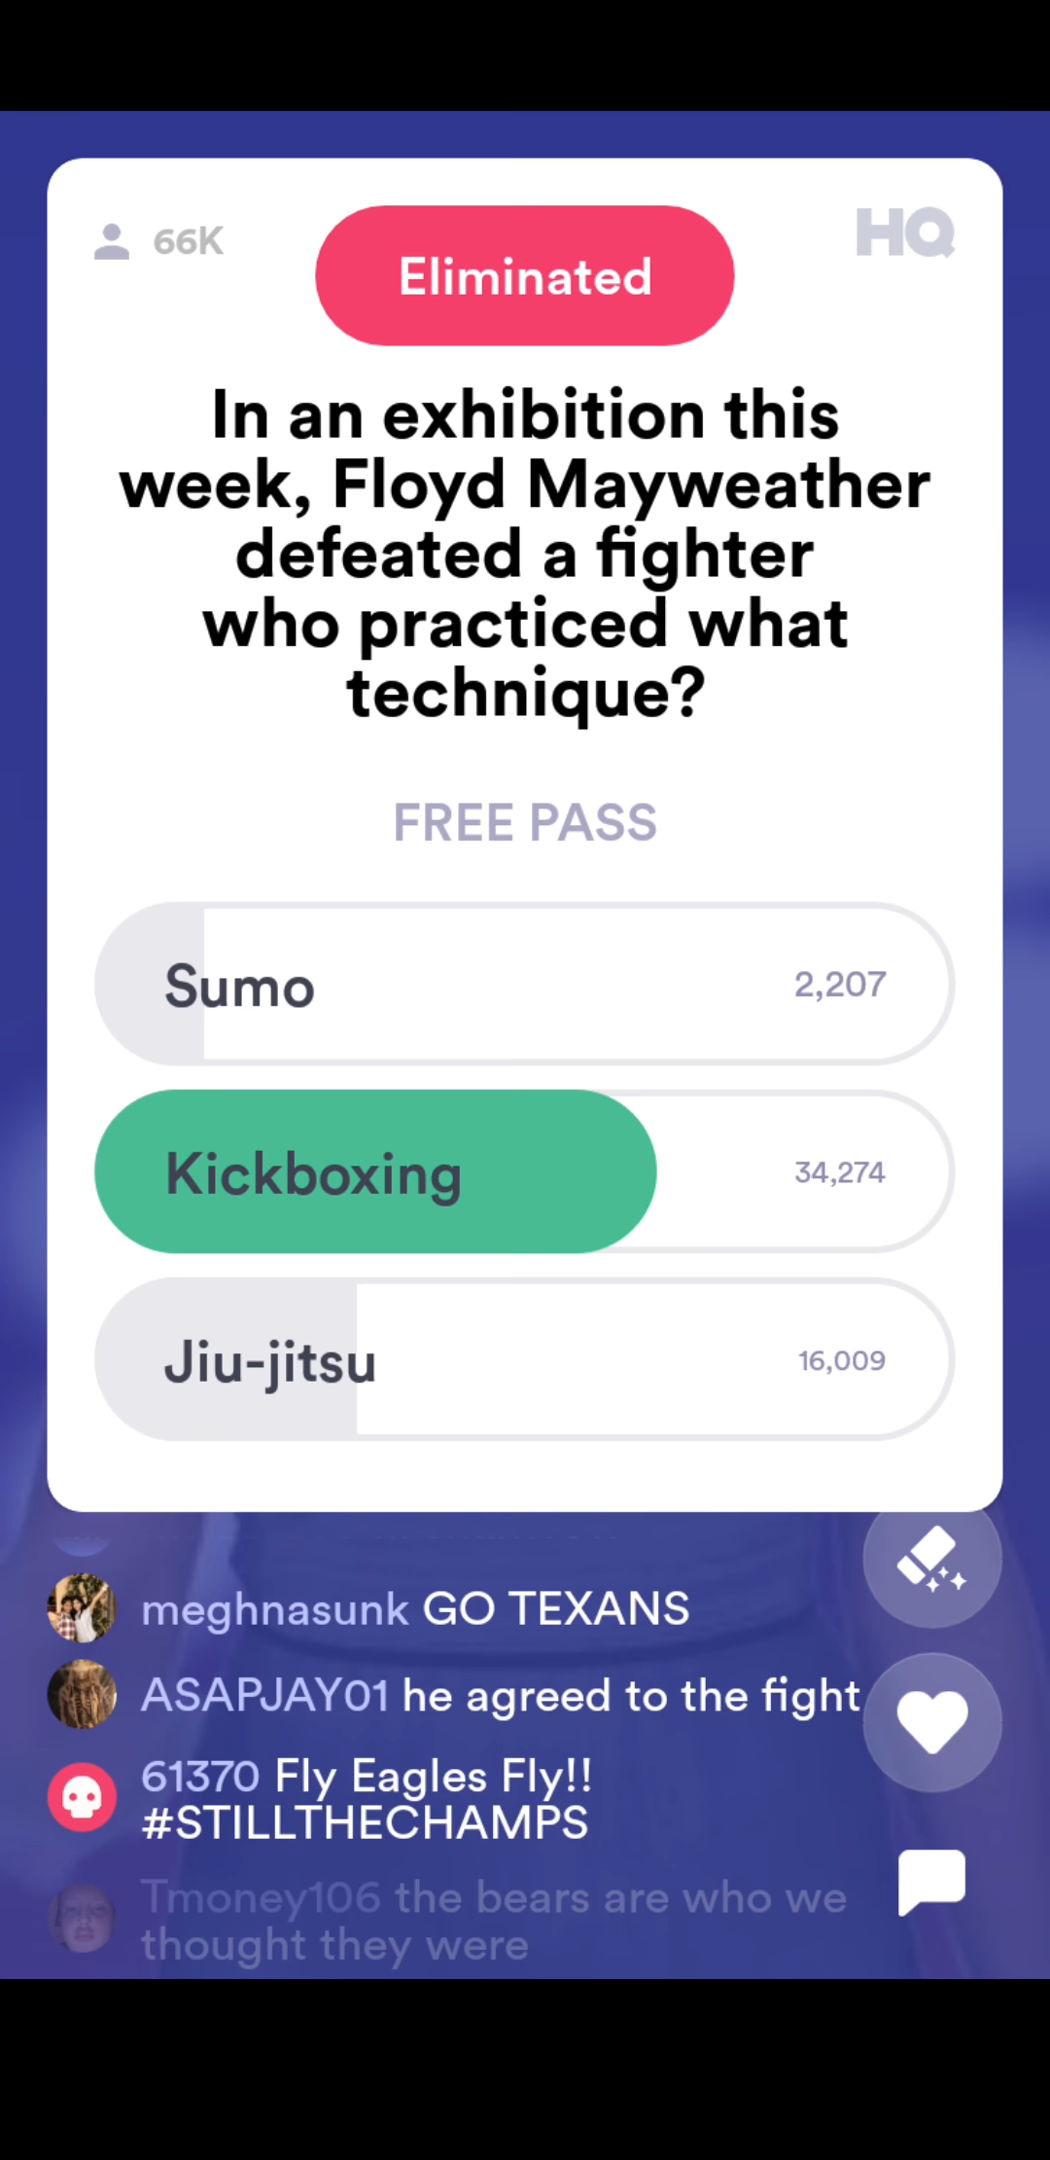 66K
Eliminated
HQ
In an exhibition this
week, Floyd Mayweather
defeated a fighter
who practiced what
technique?
FREE PASS
Sumo 2,207
Kickboxing 34,274
Jiu-jitsu 16,009
meghnasunk GO TEXANS
ASAPJAY01 he agreed to the fight
61370 Fly Eagles Fly!!
#STILLTHECHAMPS
Tmoney106 the bears are who we
thought they were